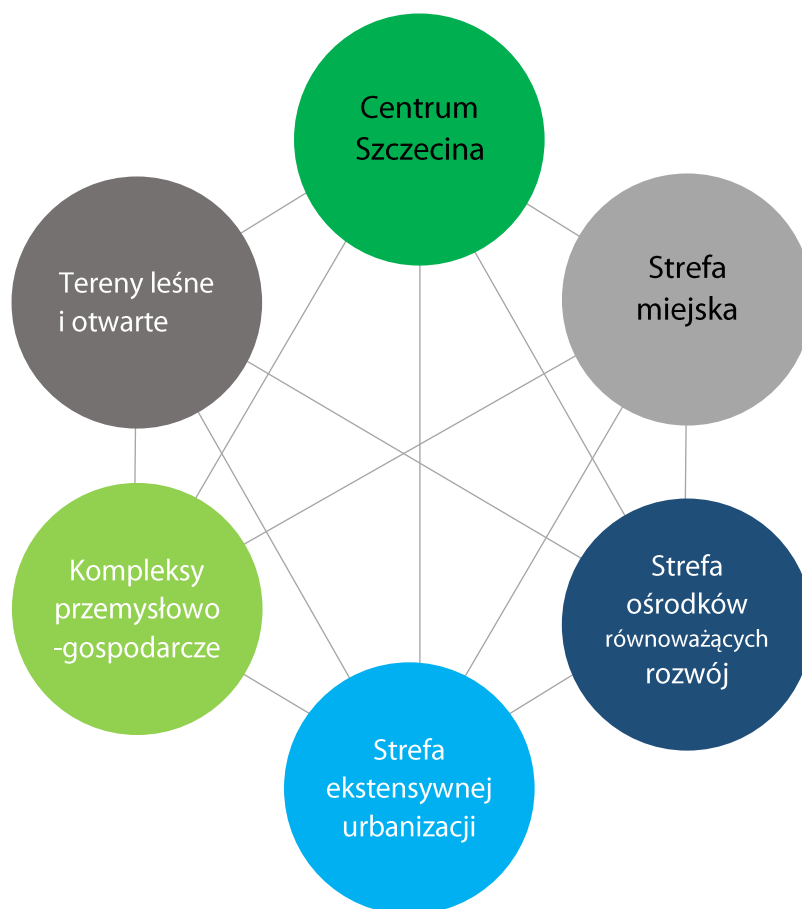 Centrum
Szczecina
Strefa
miejska
Tereny leśne
i otwarte
Kompleksy
przemysłowo
-gospodarcze
Strefa
ośrodków
równoważących
rozwój
Strefa
ekstensywnej
urbanizacji